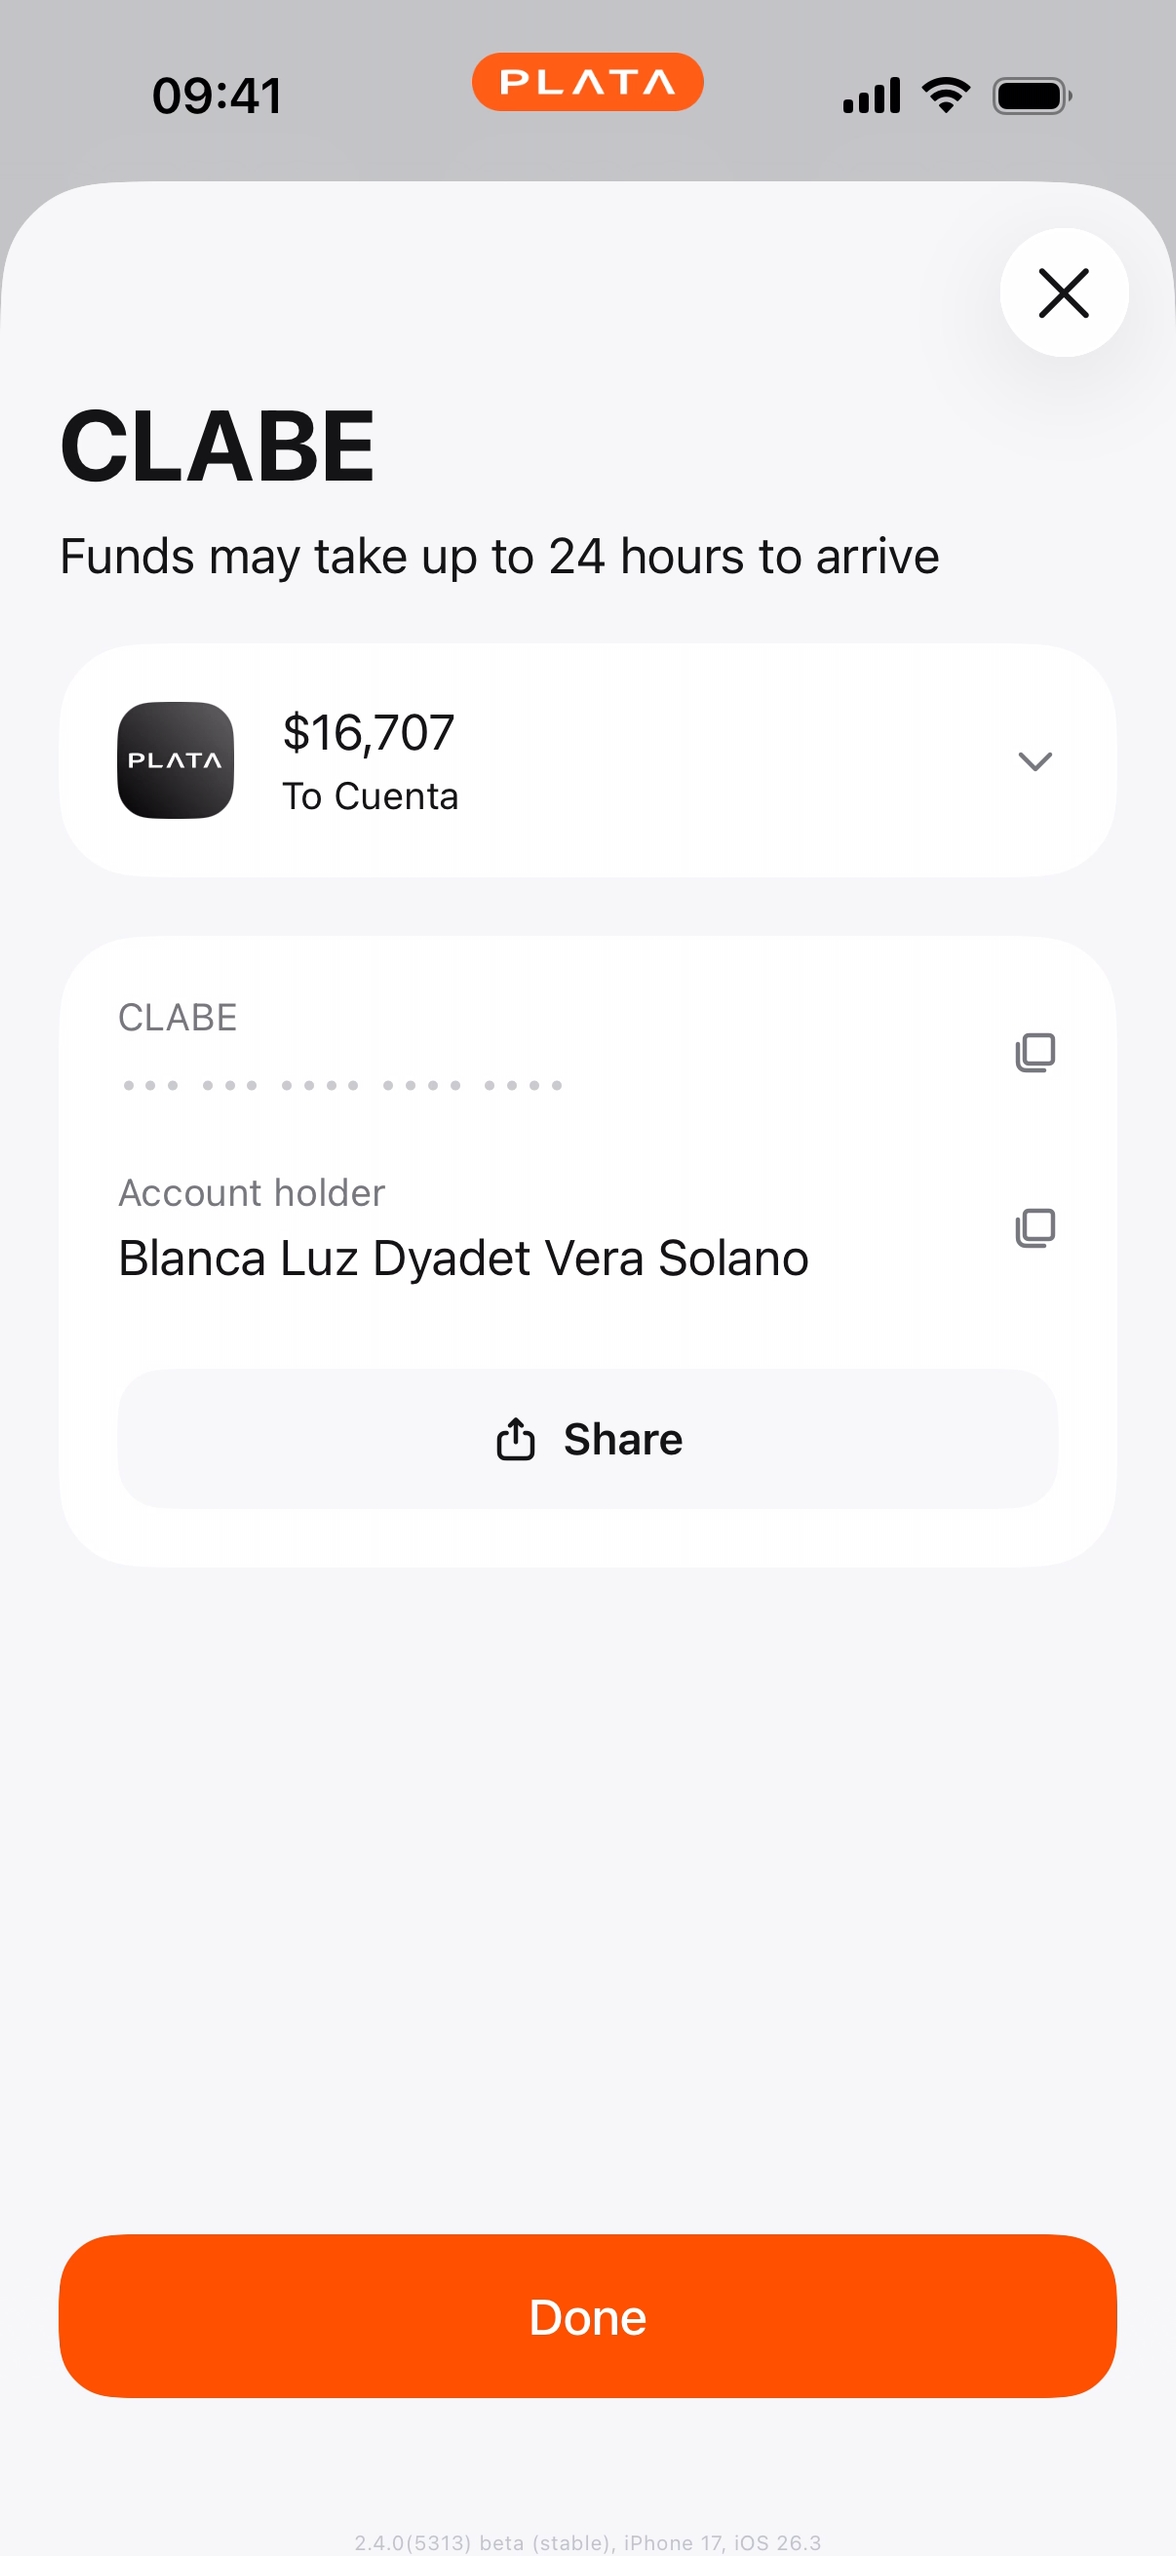 09:41
PLATA
CLABE
Funds may take up to 24 hours to arrive
PLATA
$16,707
To Cuenta
CLABE
••• ••• •••• •••• ••••
Account holder
Blanca Luz Dyadet Vera Solano
Share
Done
2.4.0(5313) beta (stable), iPhone 17, iOS 26.3